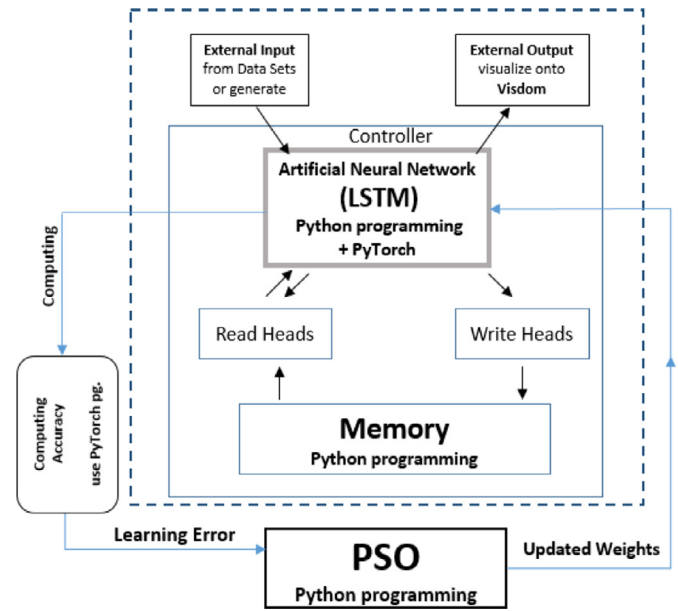 External Input
from Data Sets
or generate
External Output
visualize onto
Visdom
Controller
Artificial Neural Network
(LSTM)
Python programming
+ PyTorch
Computing
Read Heads
Write Heads
Memory
Python programming
Computing
Accuracy
use PyTorch pg.
Learning Error
PSO
Python programming
Updated Weights